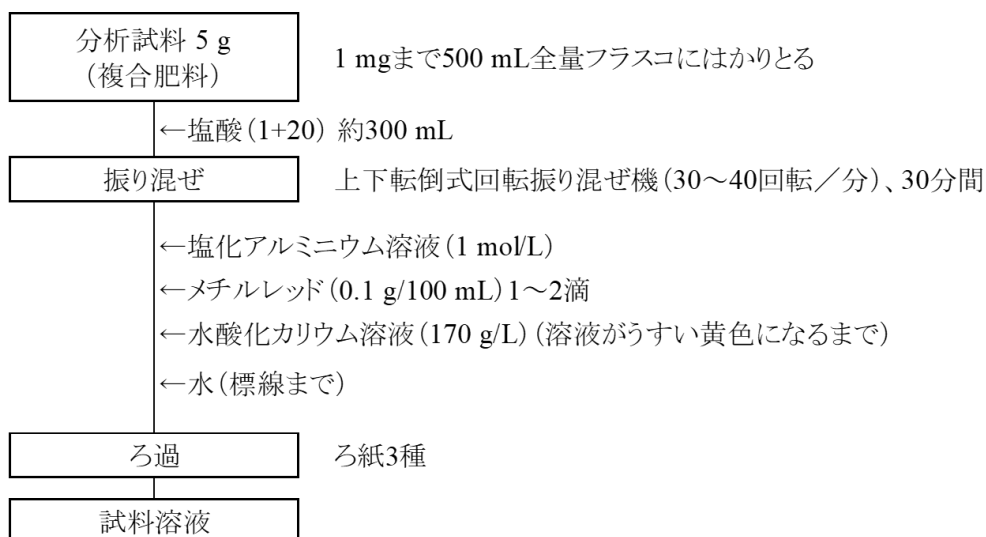 分析試料 5 g
(複合肥料)
1 mgまで500 mL全量フラスコにはかりとる
←塩酸(1+20) 約300 mL
振り混ぜ
上下転倒式回転振り混ぜ機(30～40回転／分)、30分間
←塩化アルミニウム溶液(1 mol/L)
←メチルレッド(0.1 g/100 mL)1～2滴
←水酸化カリウム溶液(170 g/L)(溶液がうすい黄色になるまで)
←水(標線まで)
ろ過
ろ紙3種
試料溶液